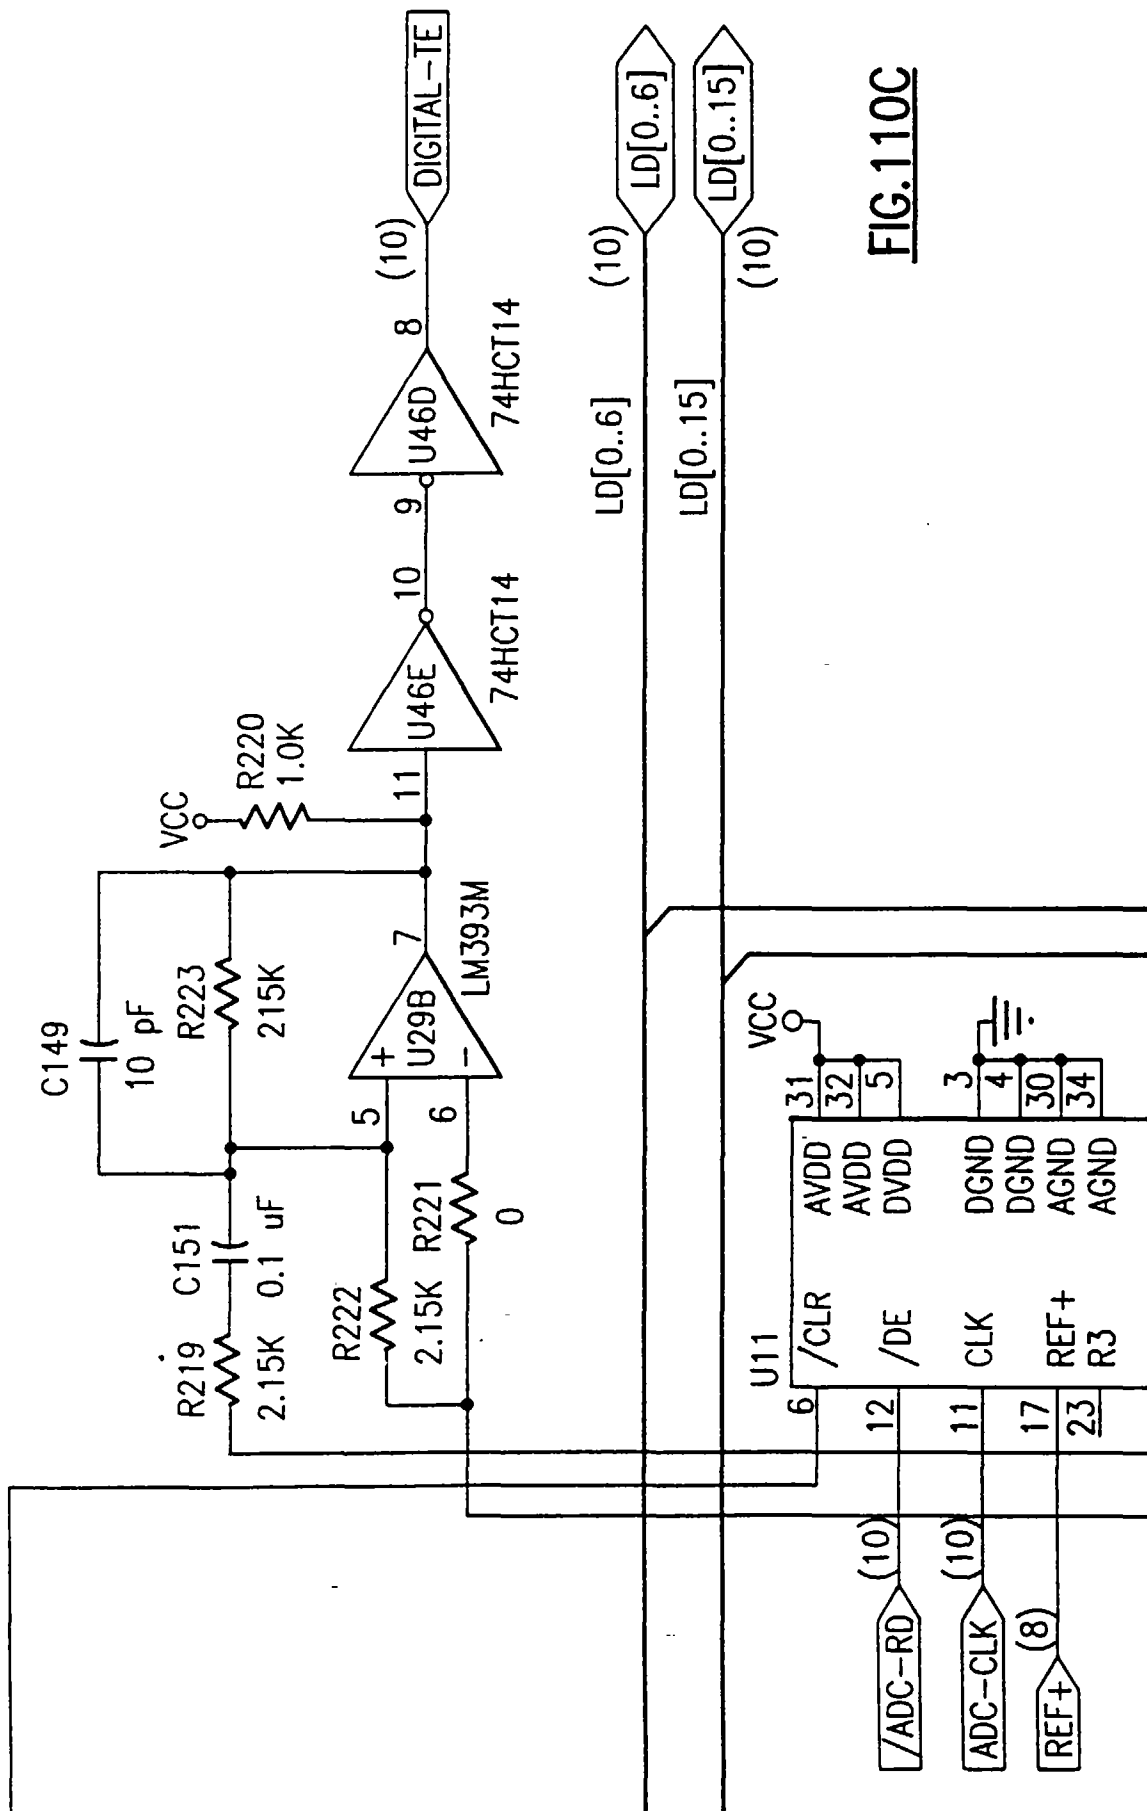 C149
10 pF
R223
215K
R219
2.15K
C151
0.1 uF
R222
2.15K
R221
0
5
6
+
-
U29B
7
LM393M
VCC
R220
1.0K
11
U46E
10
74HCT14
9
U46D
8
74HCT14
(10)
DIGITAL-TE
LD[0..6]
(10)
LD[0..6]
LD[0..15]
(10)
LD[0..15]
/ADC-RD
(10)
ADC-CLK
(10)
REF+
(8)
U11
6
/CLR
12
/DE
11
CLK
17
REF+
23
R3
AVDD
31
AVDD
32
DVDD
5
VCC
DGND
3
DGND
4
AGND
30
AGND
34
FIG.110C